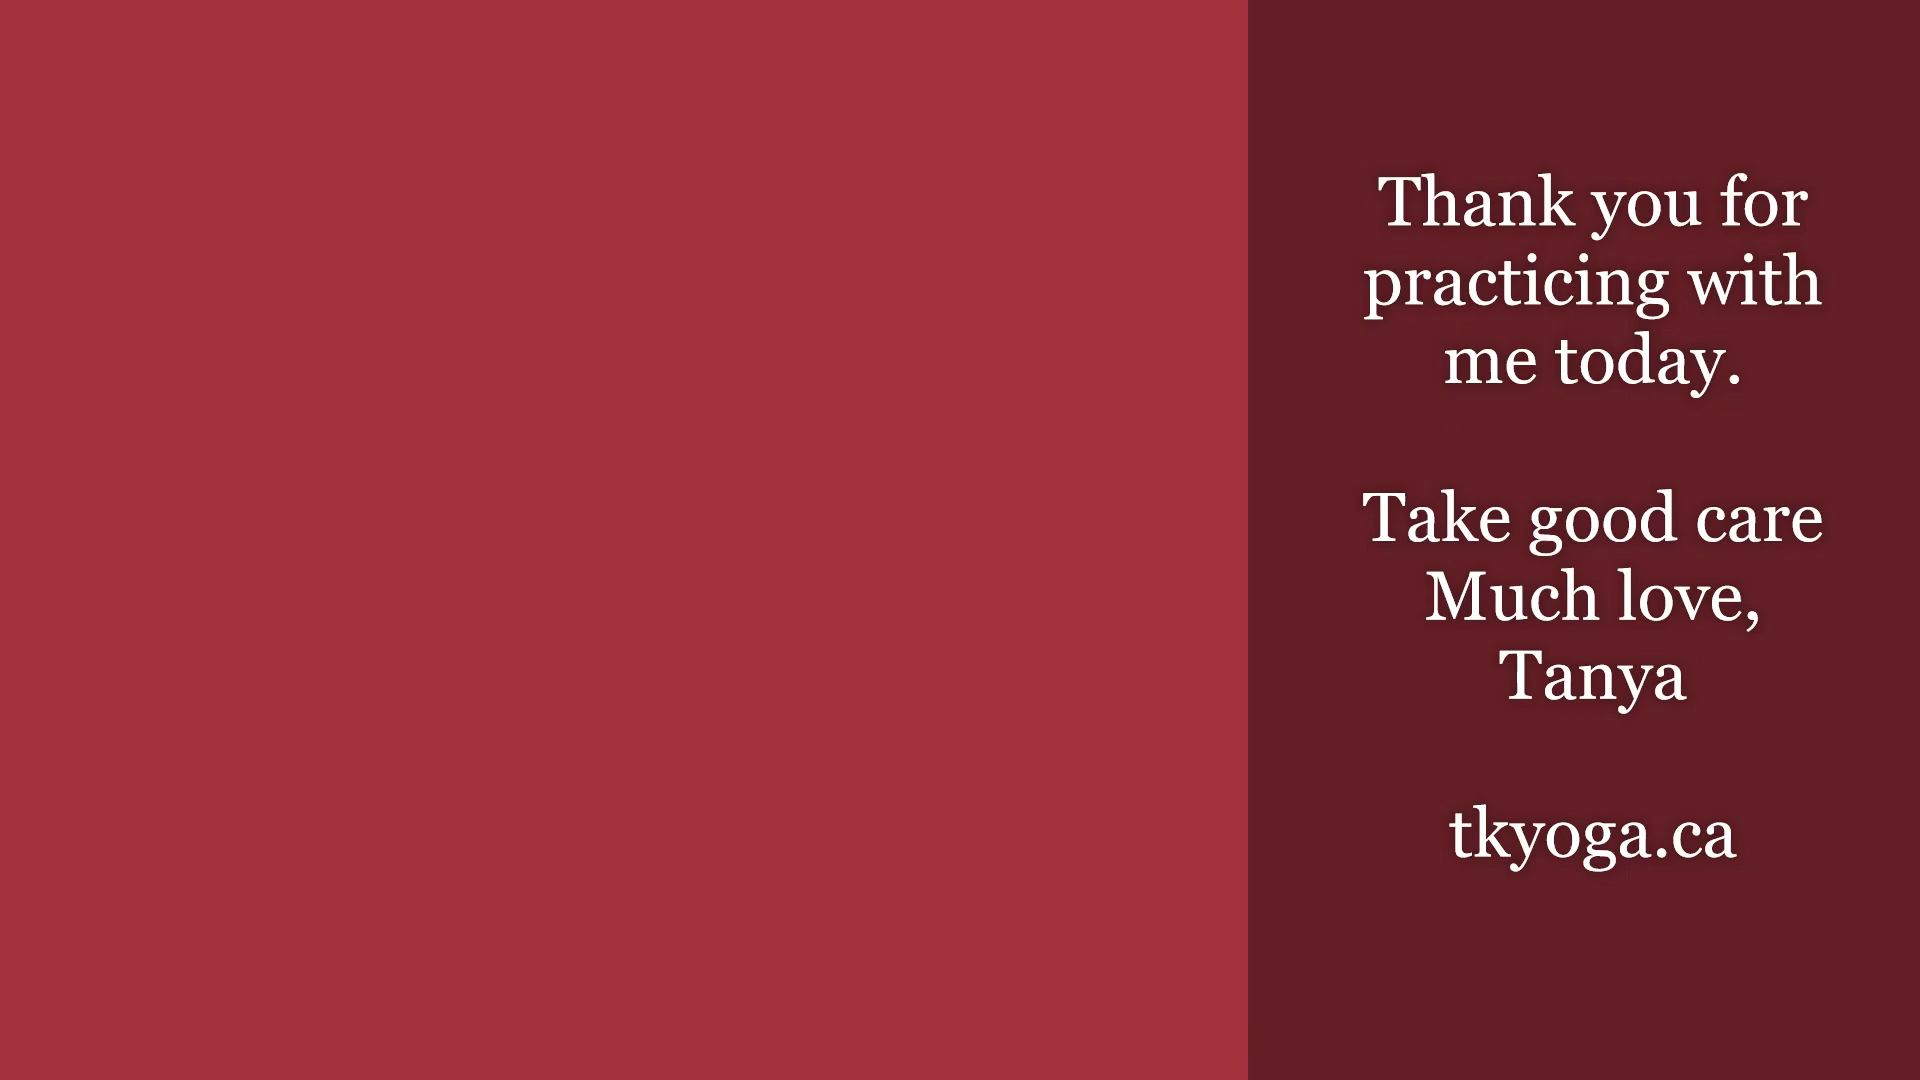 Thank you for
practicing with
me today.
Take good care
Much love,
Tanya
tkyoga.ca